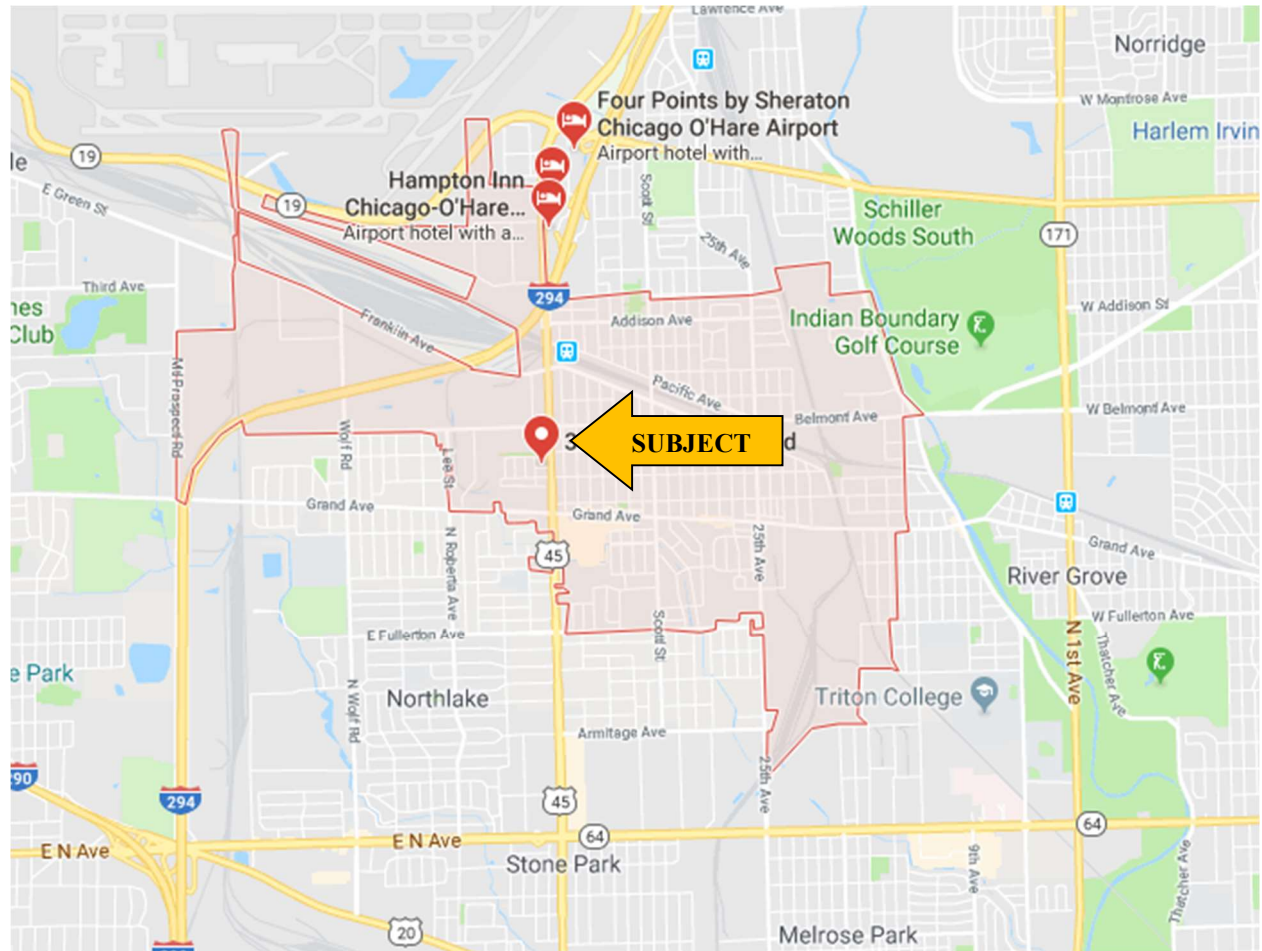 Lawrence Ave
Norridge
W Montrose Ave
Four Points by Sheraton
Chicago O'Hare Airport
Airport hotel with...
Harlem Irvin
19
E Green St
Hampton Inn
Chicago-O'Hare...
Airport hotel with a...
19
Scott St
25th Ave
Schiller
Woods South
171
Third Ave
Club
294
Franklin Ave
Addison Ave
Indian Boundary
Golf Course
W Addison St
Mt Prospect Rd
Pacific Ave
Belmont Ave
W Belmont Ave
3
SUBJECT
d
Wolf Rd
Lee St
Grand Ave
Grand Ave
N Roberta Ave
45
25th Ave
Grand Ave
River Grove
W Fullerton Ave
E Fullerton Ave
Scott St
N 1st Ave
Thatcher Ave
e Park
Northlake
N Wolf Rd
Triton College
Armitage Ave
25th Ave
290
294
45
64
64
E N Ave
E N Ave
Stone Park
9th Ave
Thatcher Ave
20
Melrose Park